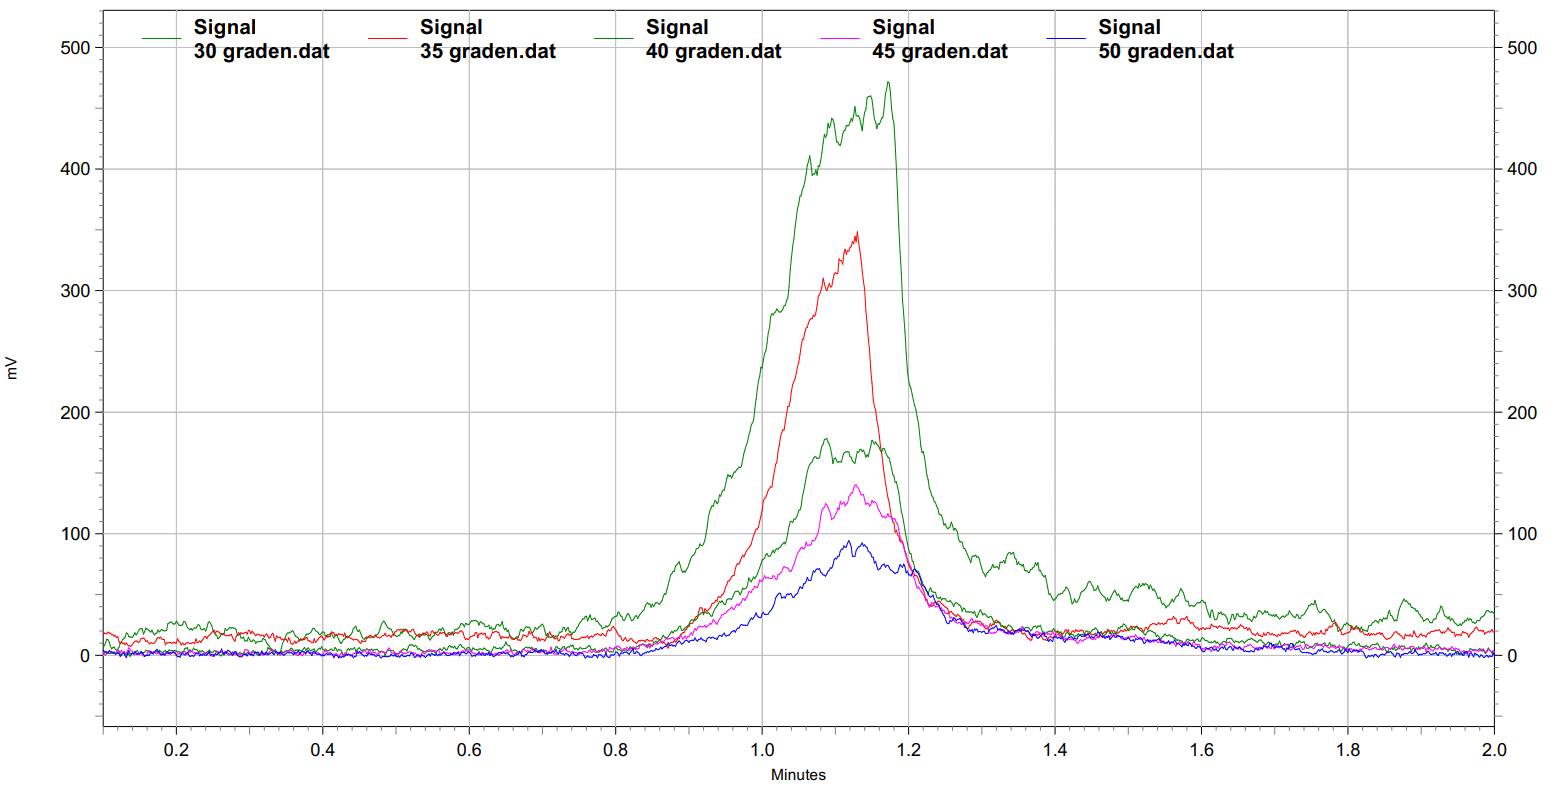 Signal Signal Signal Signal Signal
30 graden.dat 35 graden.dat 40 graden.dat 45 graden.dat 50 graden.dat
500 500
400 400
300 300
mV
200 200
100 100
0 0
0.2 0.4 0.6 0.8 1.0 1.2 1.4 1.6 1.8 2.0
Minutes